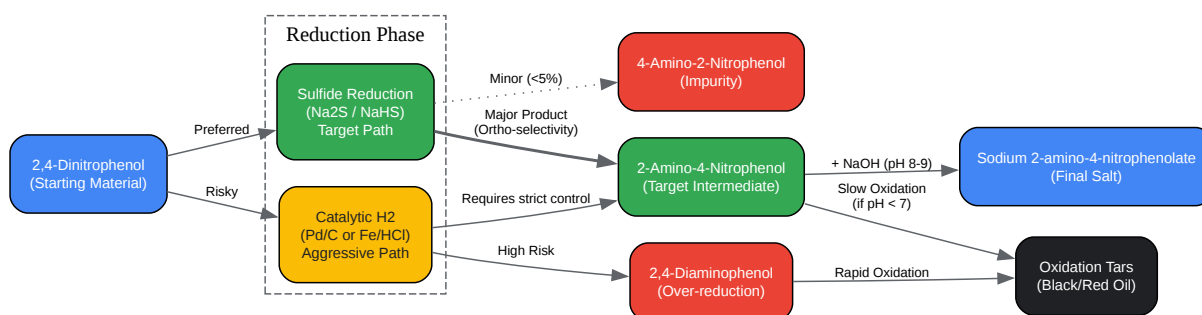 Reduction Phase
2,4-Dinitrophenol
(Starting Material)
Preferred
Risky
Sulfide Reduction
(Na2S / NaHS)
Target Path
Catalytic H2
(Pd/C or Fe/HCl)
Aggressive Path
Minor (<5%)
Major Product
(Ortho-selectivity)
Requires strict control
High Risk
4-Amino-2-Nitrophenol
(Impurity)
2-Amino-4-Nitrophenol
(Target Intermediate)
2,4-Diaminophenol
(Over-reduction)
+ NaOH (pH 8-9)
Slow Oxidation
(if pH < 7)
Rapid Oxidation
Sodium 2-amino-4-nitrophenolate
(Final Salt)
Oxidation Tars
(Black/Red Oil)